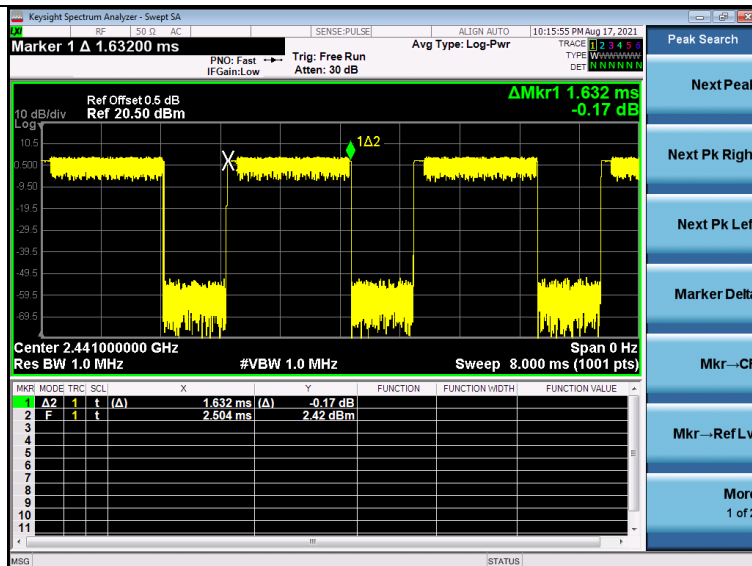 Keysight Spectrum Analyzer - Swept SA
LXI RF 50 Ω AC SENSE:PULSE ALIGN AUTO 10:15:55 PM Aug 17, 2021
Marker 1 Δ 1.63200 ms
PNO: Fast
IFGain:Low
Trig: Free Run
Atten: 30 dB
Avg Type: Log-Pwr
TRACE 1 2 3 4 5 6
TYPE WWWWWW
DET N N N N N N
Peak Search
ΔMkr1 1.632 ms
-0.17 dB
Ref Offset 0.5 dB
10 dB/div Ref 20.50 dBm
Log
10.5
0.500
-9.50
-19.5
-29.5
-39.5
-49.5
-59.5
-69.5
X
1Δ2
Center 2.441000000 GHz Span 0 Hz
Res BW 1.0 MHz #VBW 1.0 MHz Sweep 8.000 ms (1001 pts)
MKR MODE TRC SCL X Y FUNCTION FUNCTION WIDTH FUNCTION VALUE
1 Δ2 1 t (Δ) 1.632 ms (Δ) -0.17 dB
2 F 1 t 2.504 ms 2.42 dBm
3
4
5
6
7
8
9
10
11
MSG STATUS
Next Peak
Next Pk Righ
Next Pk Lef
Marker Delta
Mkr→CF
Mkr→Ref Lv
More
1 of 2